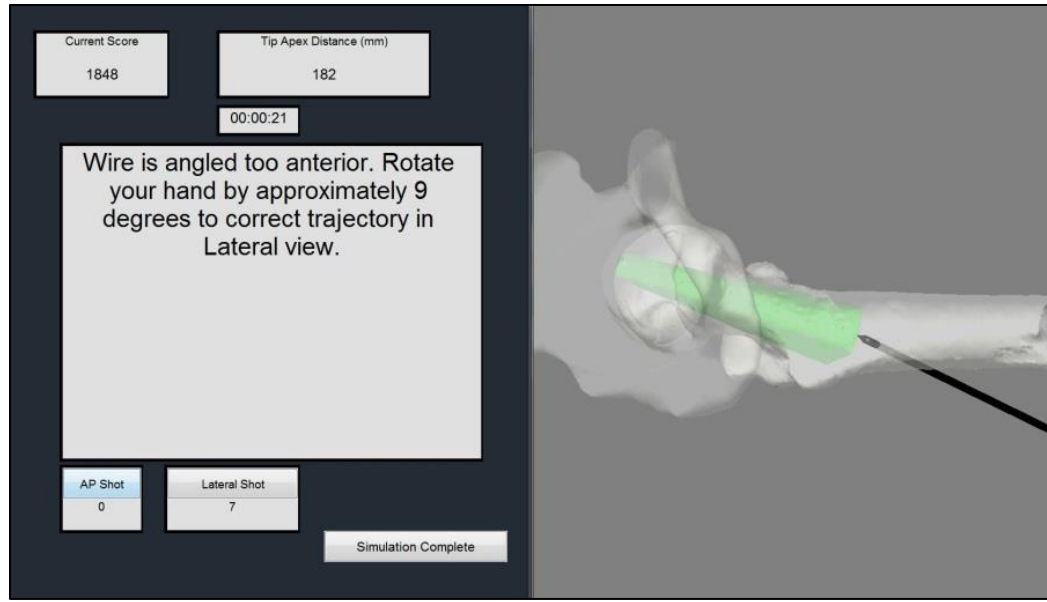 Current Score
1848
Tip Apex Distance (mm)
182
00:00:21
Wire is angled too anterior. Rotate
your hand by approximately 9
degrees to correct trajectory in
Lateral view.
AP Shot
0
Lateral Shot
7
Simulation Complete